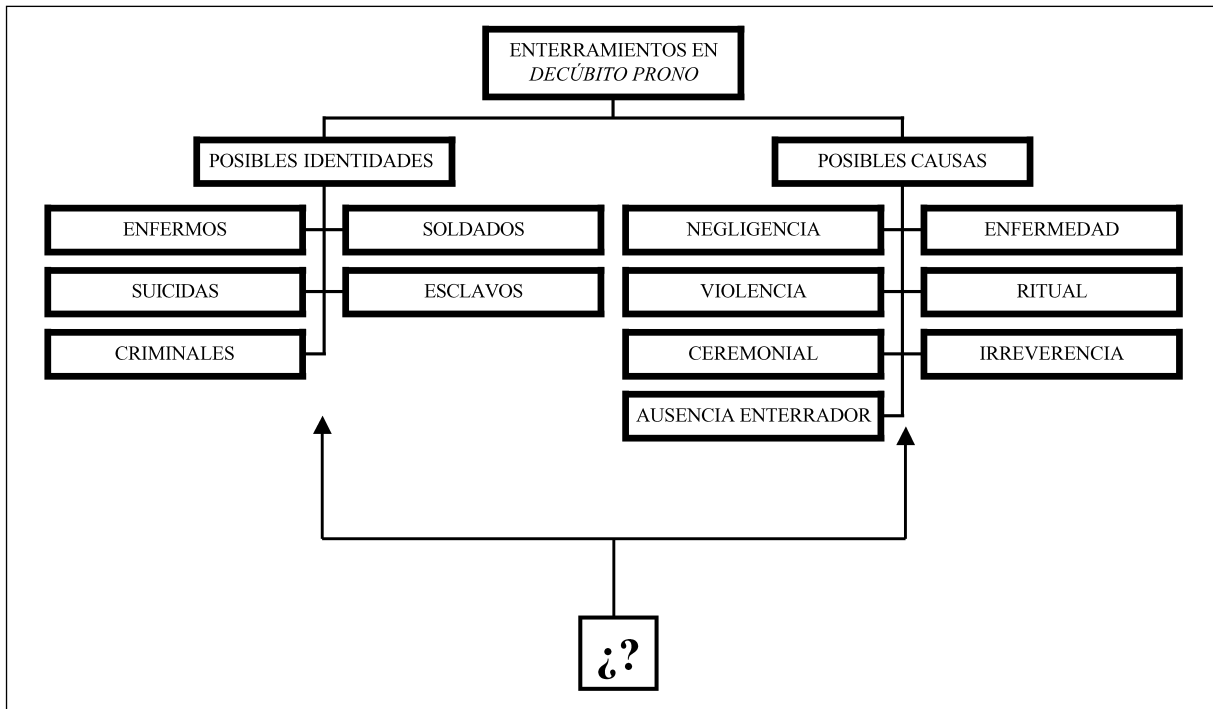 ENTERRAMIENTOS EN
DECÚBITO PRONO
POSIBLES IDENTIDADES
POSIBLES CAUSAS
ENFERMOS
SOLDADOS
SUICIDAS
ESCLAVOS
CRIMINALES
NEGLIGENCIA
ENFERMEDAD
VIOLENCIA
RITUAL
CEREMONIAL
IRREVERENCIA
AUSENCIA ENTERRADOR
¿?